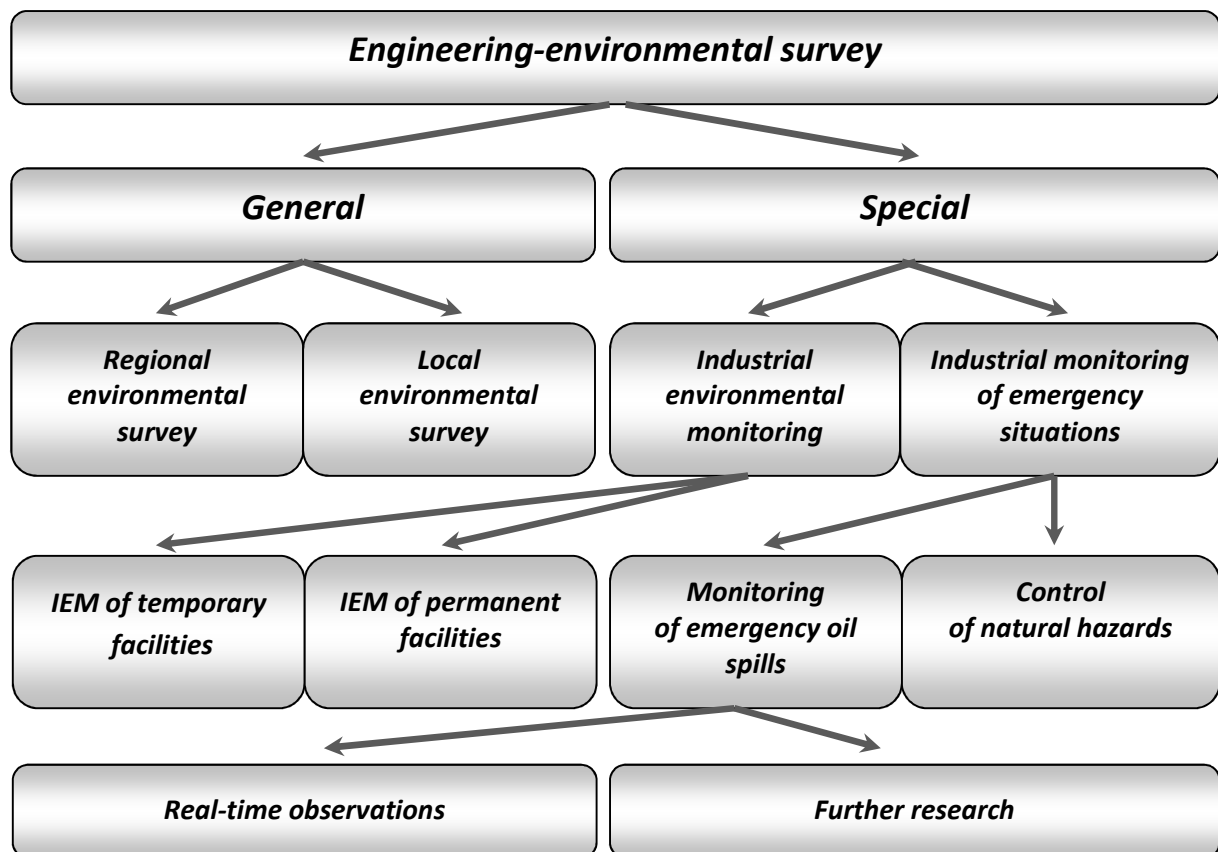 Engineering-environmental survey
General
Special
Regional
environmental
survey
Local
environmental
survey
Industrial
environmental
monitoring
Industrial monitoring
of emergency
situations
IEM of temporary
facilities
IEM of permanent
facilities
Monitoring
of emergency oil
spills
Control
of natural hazards
Real-time observations
Further research